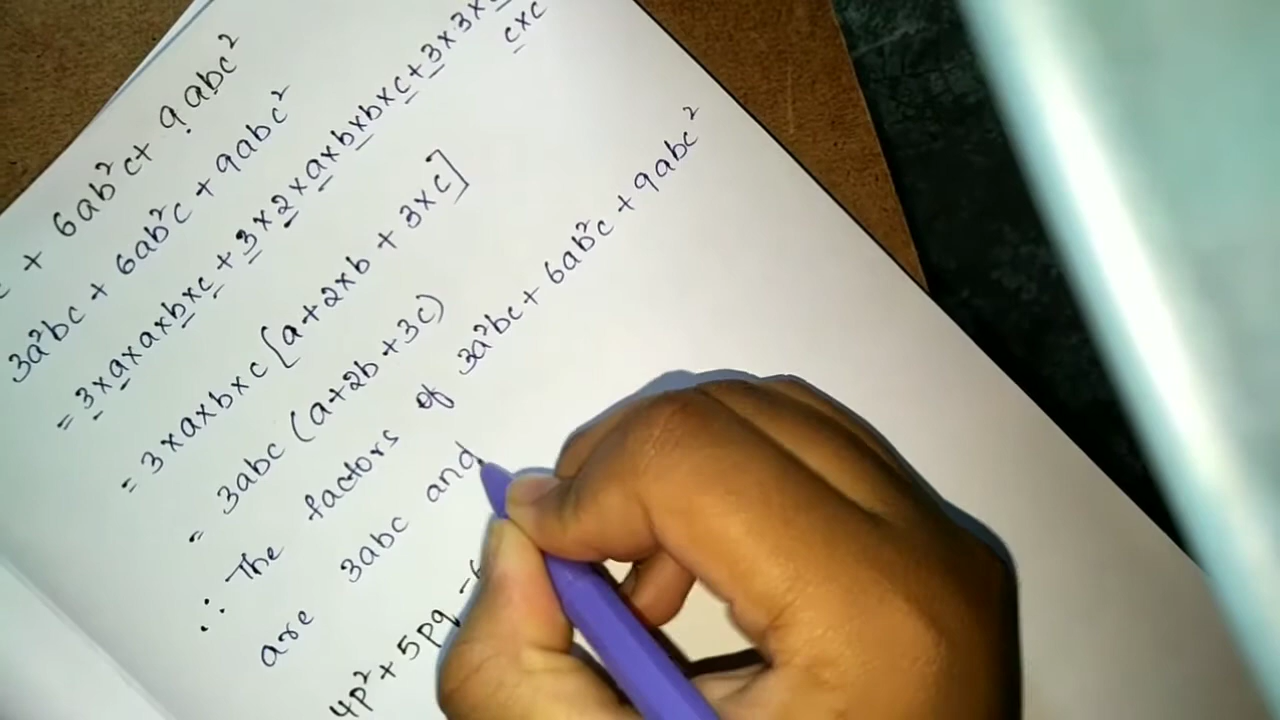 + 6ab²c + 9abc²
3a²bc + 6ab²c + 9abc²
= 3 x a x a x b x c + 3 x 2 x a x b x b x c + 3 x 3 x
c x c
= 3 x a x b x c [a + 2 x b + 3 x c]
= 3abc (a + 2b + 3c)
∴ The factors of 3a²bc + 6ab²c + 9abc²
are 3abc and
4p² + 5pq -